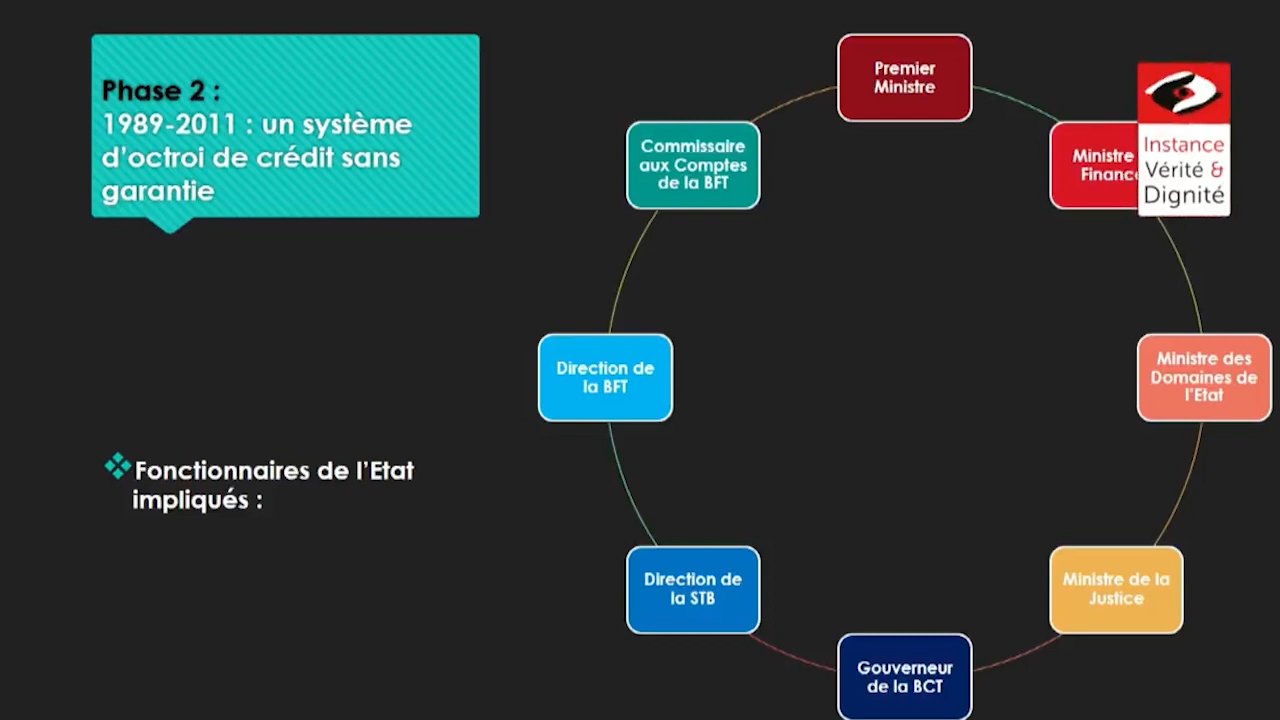 Phase 2 :
1989-2011 : un système
d’octroi de crédit sans
garantie
Fonctionnaires de l’Etat
impliqués :
Premier
Ministre
Ministre
Instance
Vérité &
Dignité
Ministre des
Domaines de
l’Etat
Ministre de la
Justice
Gouverneur
de la BCT
Direction de
la STB
Direction de
la BFT
Commissaire
aux Comptes
de la BFT